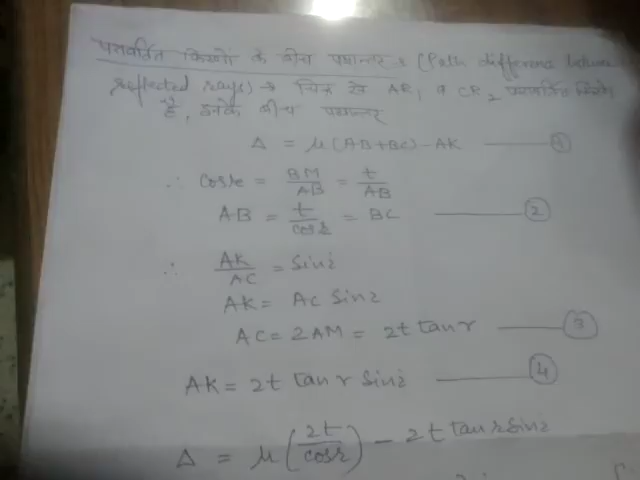 परावर्तित किरणों के बीच पथान्तर : (Path difference between
reflected rays) → चित्र से AR₁ व CR₂ परावर्तित किरणें
है, इनके बीच पथान्तर
Δ = μ(AB+BC) - AK ——— ①
∴ cosr = BM/AB = t/AB
AB = t/cosr = BC ——— ②
∴ AK/AC = Sini
AK = AC Sini
AC = 2AM = 2t tanr ——— ③
AK = 2t tanr Sini ——— ④
Δ = μ(2t/cosr) - 2t tanr Sini